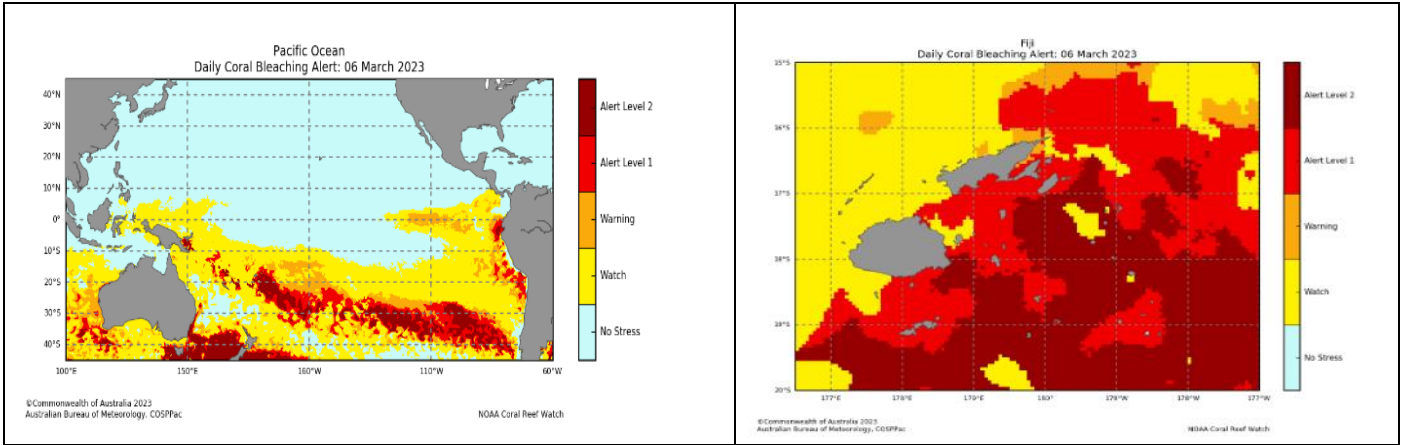 Pacific Ocean
Daily Coral Bleaching Alert: 06 March 2023
40°N
30°N
20°N
10°N
0°
10°S
20°S
30°S
40°S
100°E 150°E 160°W 110°W 60°W
Alert Level 2
Alert Level 1
Warning
Watch
No Stress
©Commonwealth of Australia 2023
Australian Bureau of Meteorology, COSPPac
NOAA Coral Reef Watch
Fiji
Daily Coral Bleaching Alert: 06 March 2023
15°S
16°S
17°S
18°S
19°S
20°S
177°E 178°E 179°E 180° 179°W 178°W 177°W
Alert Level 2
Alert Level 1
Warning
Watch
No Stress
©Commonwealth of Australia 2023
Australian Bureau of Meteorology, COSPPac
NOAA Coral Reef Watch